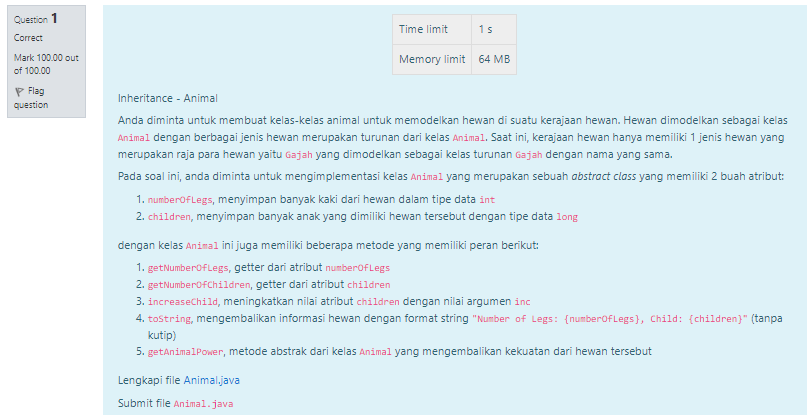 Question 1
Correct
Mark 100.00 out
of 100.00
Flag
question
Time limit 1 s
Memory limit 64 MB
Inheritance - Animal
Anda diminta untuk membuat kelas-kelas animal untuk memodelkan hewan di suatu kerajaan hewan. Hewan dimodelkan sebagai kelas
Animal dengan berbagai jenis hewan merupakan turunan dari kelas Animal. Saat ini, kerajaan hewan hanya memiliki 1 jenis hewan yang
merupakan raja para hewan yaitu Gajah yang dimodelkan sebagai kelas turunan Gajah dengan nama yang sama.
Pada soal ini, anda diminta untuk mengimplementasi kelas Animal yang merupakan sebuah abstract class yang memiliki 2 buah atribut:
1. numberOfLegs, menyimpan banyak kaki dari hewan dalam tipe data int
2. children, menyimpan banyak anak yang dimiliki hewan tersebut dengan tipe data long
dengan kelas Animal ini juga memiliki beberapa metode yang memiliki peran berikut:
1. getNumberOfLegs, getter dari atribut numberOfLegs
2. getNumberOfChildren, getter dari atribut children
3. increaseChild, meningkatkan nilai atribut children dengan nilai argumen inc
4. toString, mengembalikan informasi hewan dengan format string "Number of Legs: {numberOfLegs}, Child: {children}" (tanpa
kutip)
5. getAnimalPower, metode abstrak dari kelas Animal yang mengembalikan kekuatan dari hewan tersebut
Lengkapi file Animal.java
Submit file Animal.java